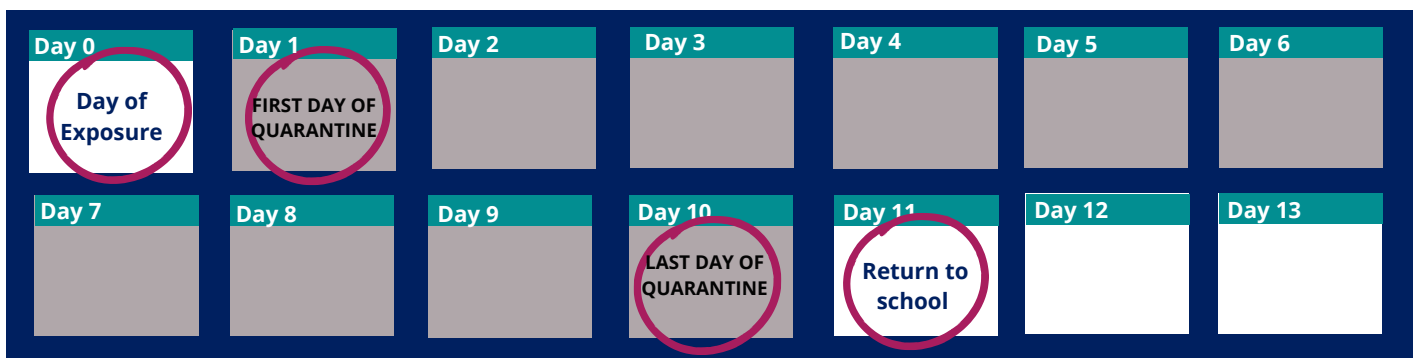 Day 0
Day 1
Day 2
Day 3
Day 4
Day 5
Day 6
Day of
Exposure
FIRST DAY OF
QUARANTINE
Day 7
Day 8
Day 9
Day 10
Day 11
Day 12
Day 13
LAST DAY OF
QUARANTINE
Return to
school